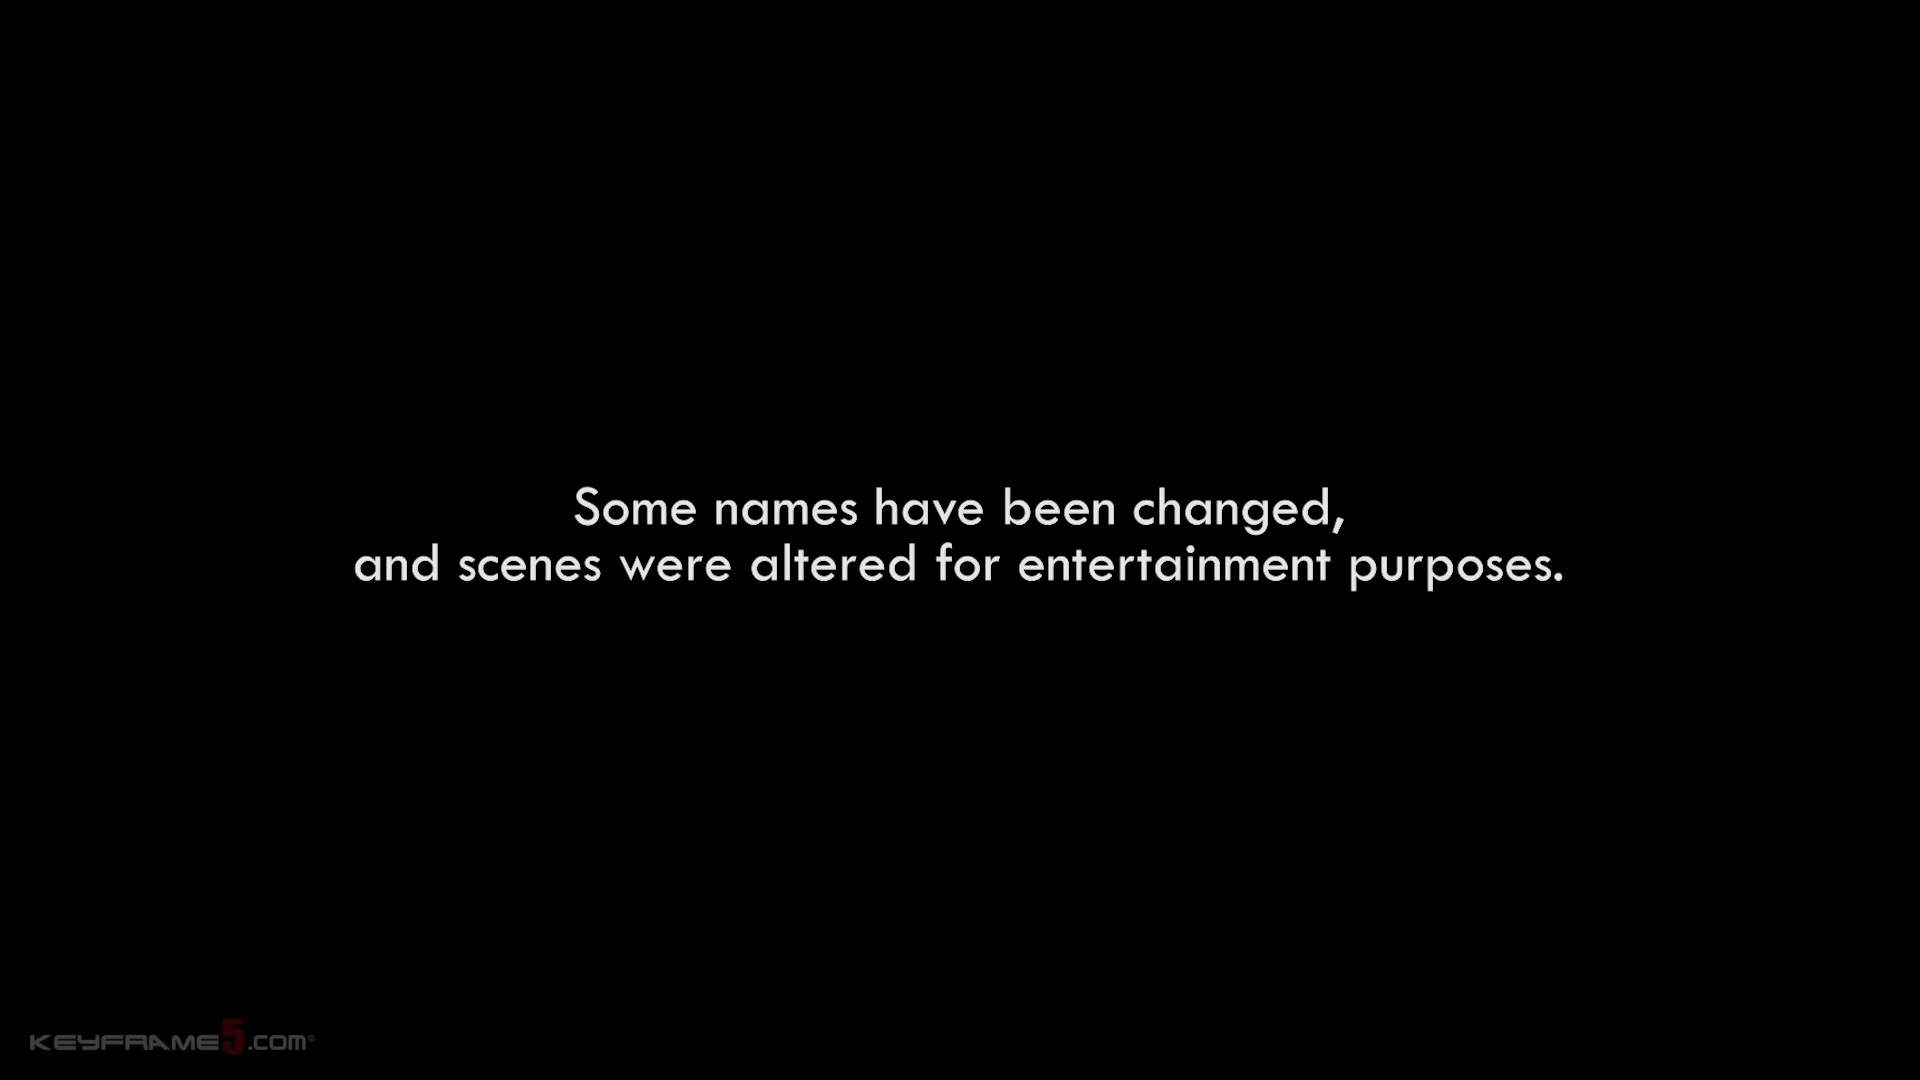 Some names have been changed,
and scenes were altered for entertainment purposes.
KEYFRAME5.com©